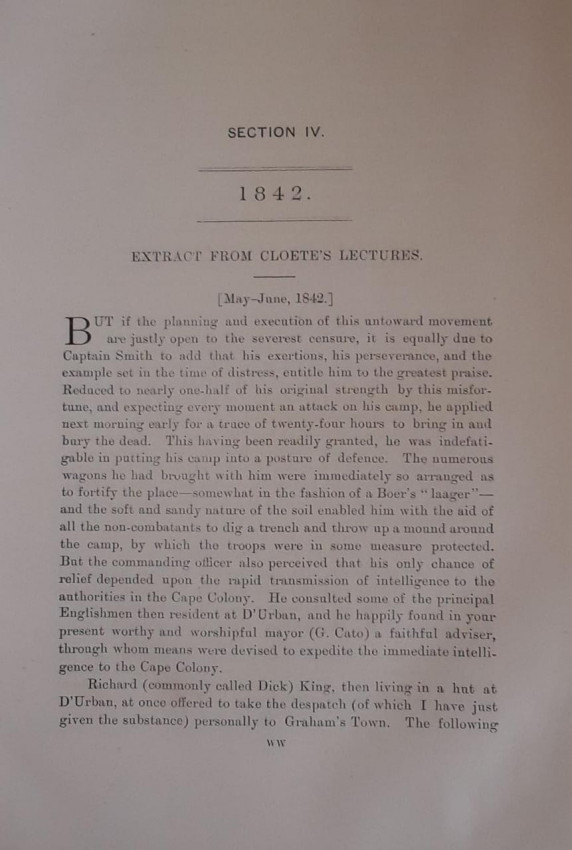 SECTION IV.
1842.
EXTRACT FROM CLOETE'S LECTURES.
[May–June, 1842.]
BUT if the planning and execution of this untoward movement
are justly open to the severest censure, it is equally due to
Captain Smith to add that his exertions, his perseverance, and the
example set in the time of distress, entitle him to the greatest praise.
Reduced to nearly one-half of his original strength by this misfor-
tune, and expecting every moment an attack on his camp, he applied
next morning early for a truce of twenty-four hours to bring in and
bury the dead. This having been readily granted, he was indefati-
gable in putting his camp into a posture of defence. The numerous
wagons he had brought with him were immediately so arranged as
to fortify the place—somewhat in the fashion of a Boer's "laager"—
and the soft and sandy nature of the soil enabled him with the aid of
all the non-combatants to dig a trench and throw up a mound around
the camp, by which the troops were in some measure protected.
But the commanding officer also perceived that his only chance of
relief depended upon the rapid transmission of intelligence to the
authorities in the Cape Colony. He consulted some of the principal
Englishmen then resident at D'Urban, and he happily found in your
present worthy and worshipful mayor (G. Cato) a faithful adviser,
through whom means were devised to expedite the immediate intelli-
gence to the Cape Colony.
Richard (commonly called Dick) King, then living in a hut at
D'Urban, at once offered to take the despatch (of which I have just
given the substance) personally to Graham's Town. The following
WW